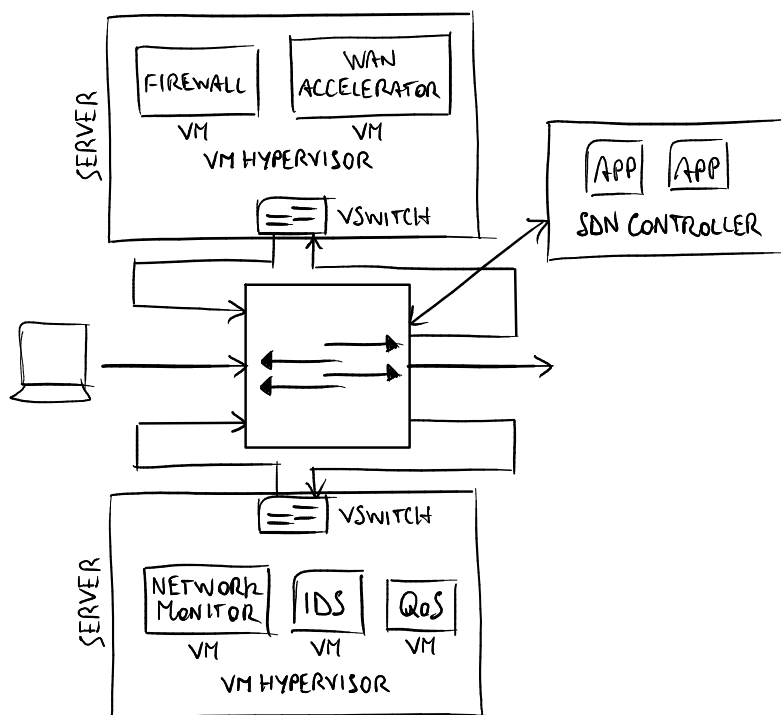 SERVER
FIREWALL
VM
WAN
ACCELERATOR
VM
VM HYPERVISOR
VSWITCH
APP
APP
SDN CONTROLLER
VSWITCH
SERVER
NETWORK
MONITOR
VM
IDS
VM
QoS
VM
VM HYPERVISOR